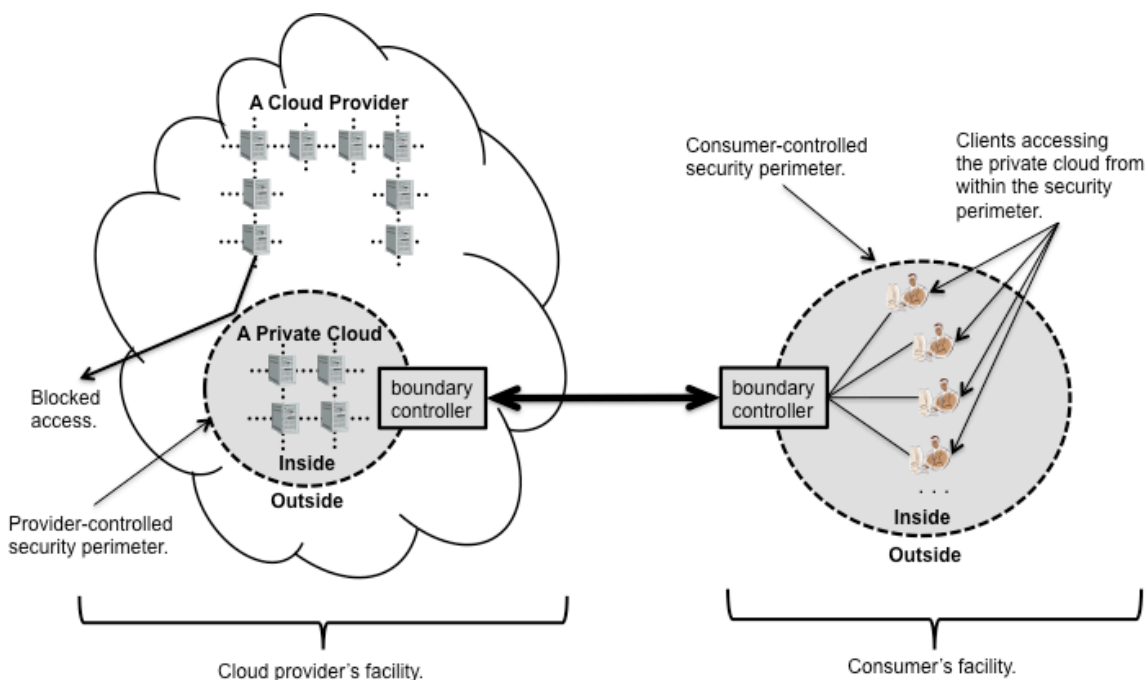 A Cloud Provider
Consumer-controlled
security perimeter.
Clients accessing
the private cloud from
within the security
perimeter.
A Private Cloud
boundary
controller
boundary
controller
Blocked
access.
Inside
Outside
Provider-controlled
security perimeter.
. . .
Inside
Outside
Cloud provider's facility.
Consumer's facility.